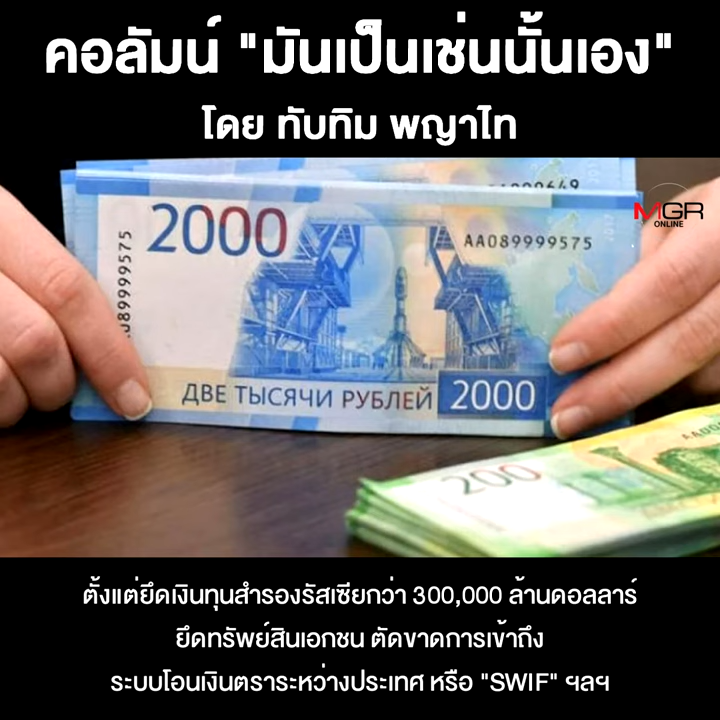 คอลัมน์ "มันเป็นเช่นนั้นเอง"
โดย ทับทิม พญาไท
2000
AA089999575
MGR
ONLINE
089999575
ДВЕ ТЫСЯЧИ РУБЛЕЙ 2000
200
ตั้งแต่ยึดเงินทุนสำรองรัสเซียกว่า 300,000 ล้านดอลลาร์
ยึดทรัพย์สินเอกชน ตัดขาดการเข้าถึง
ระบบโอนเงินตราระหว่างประเทศ หรือ "SWIF" ฯลฯ